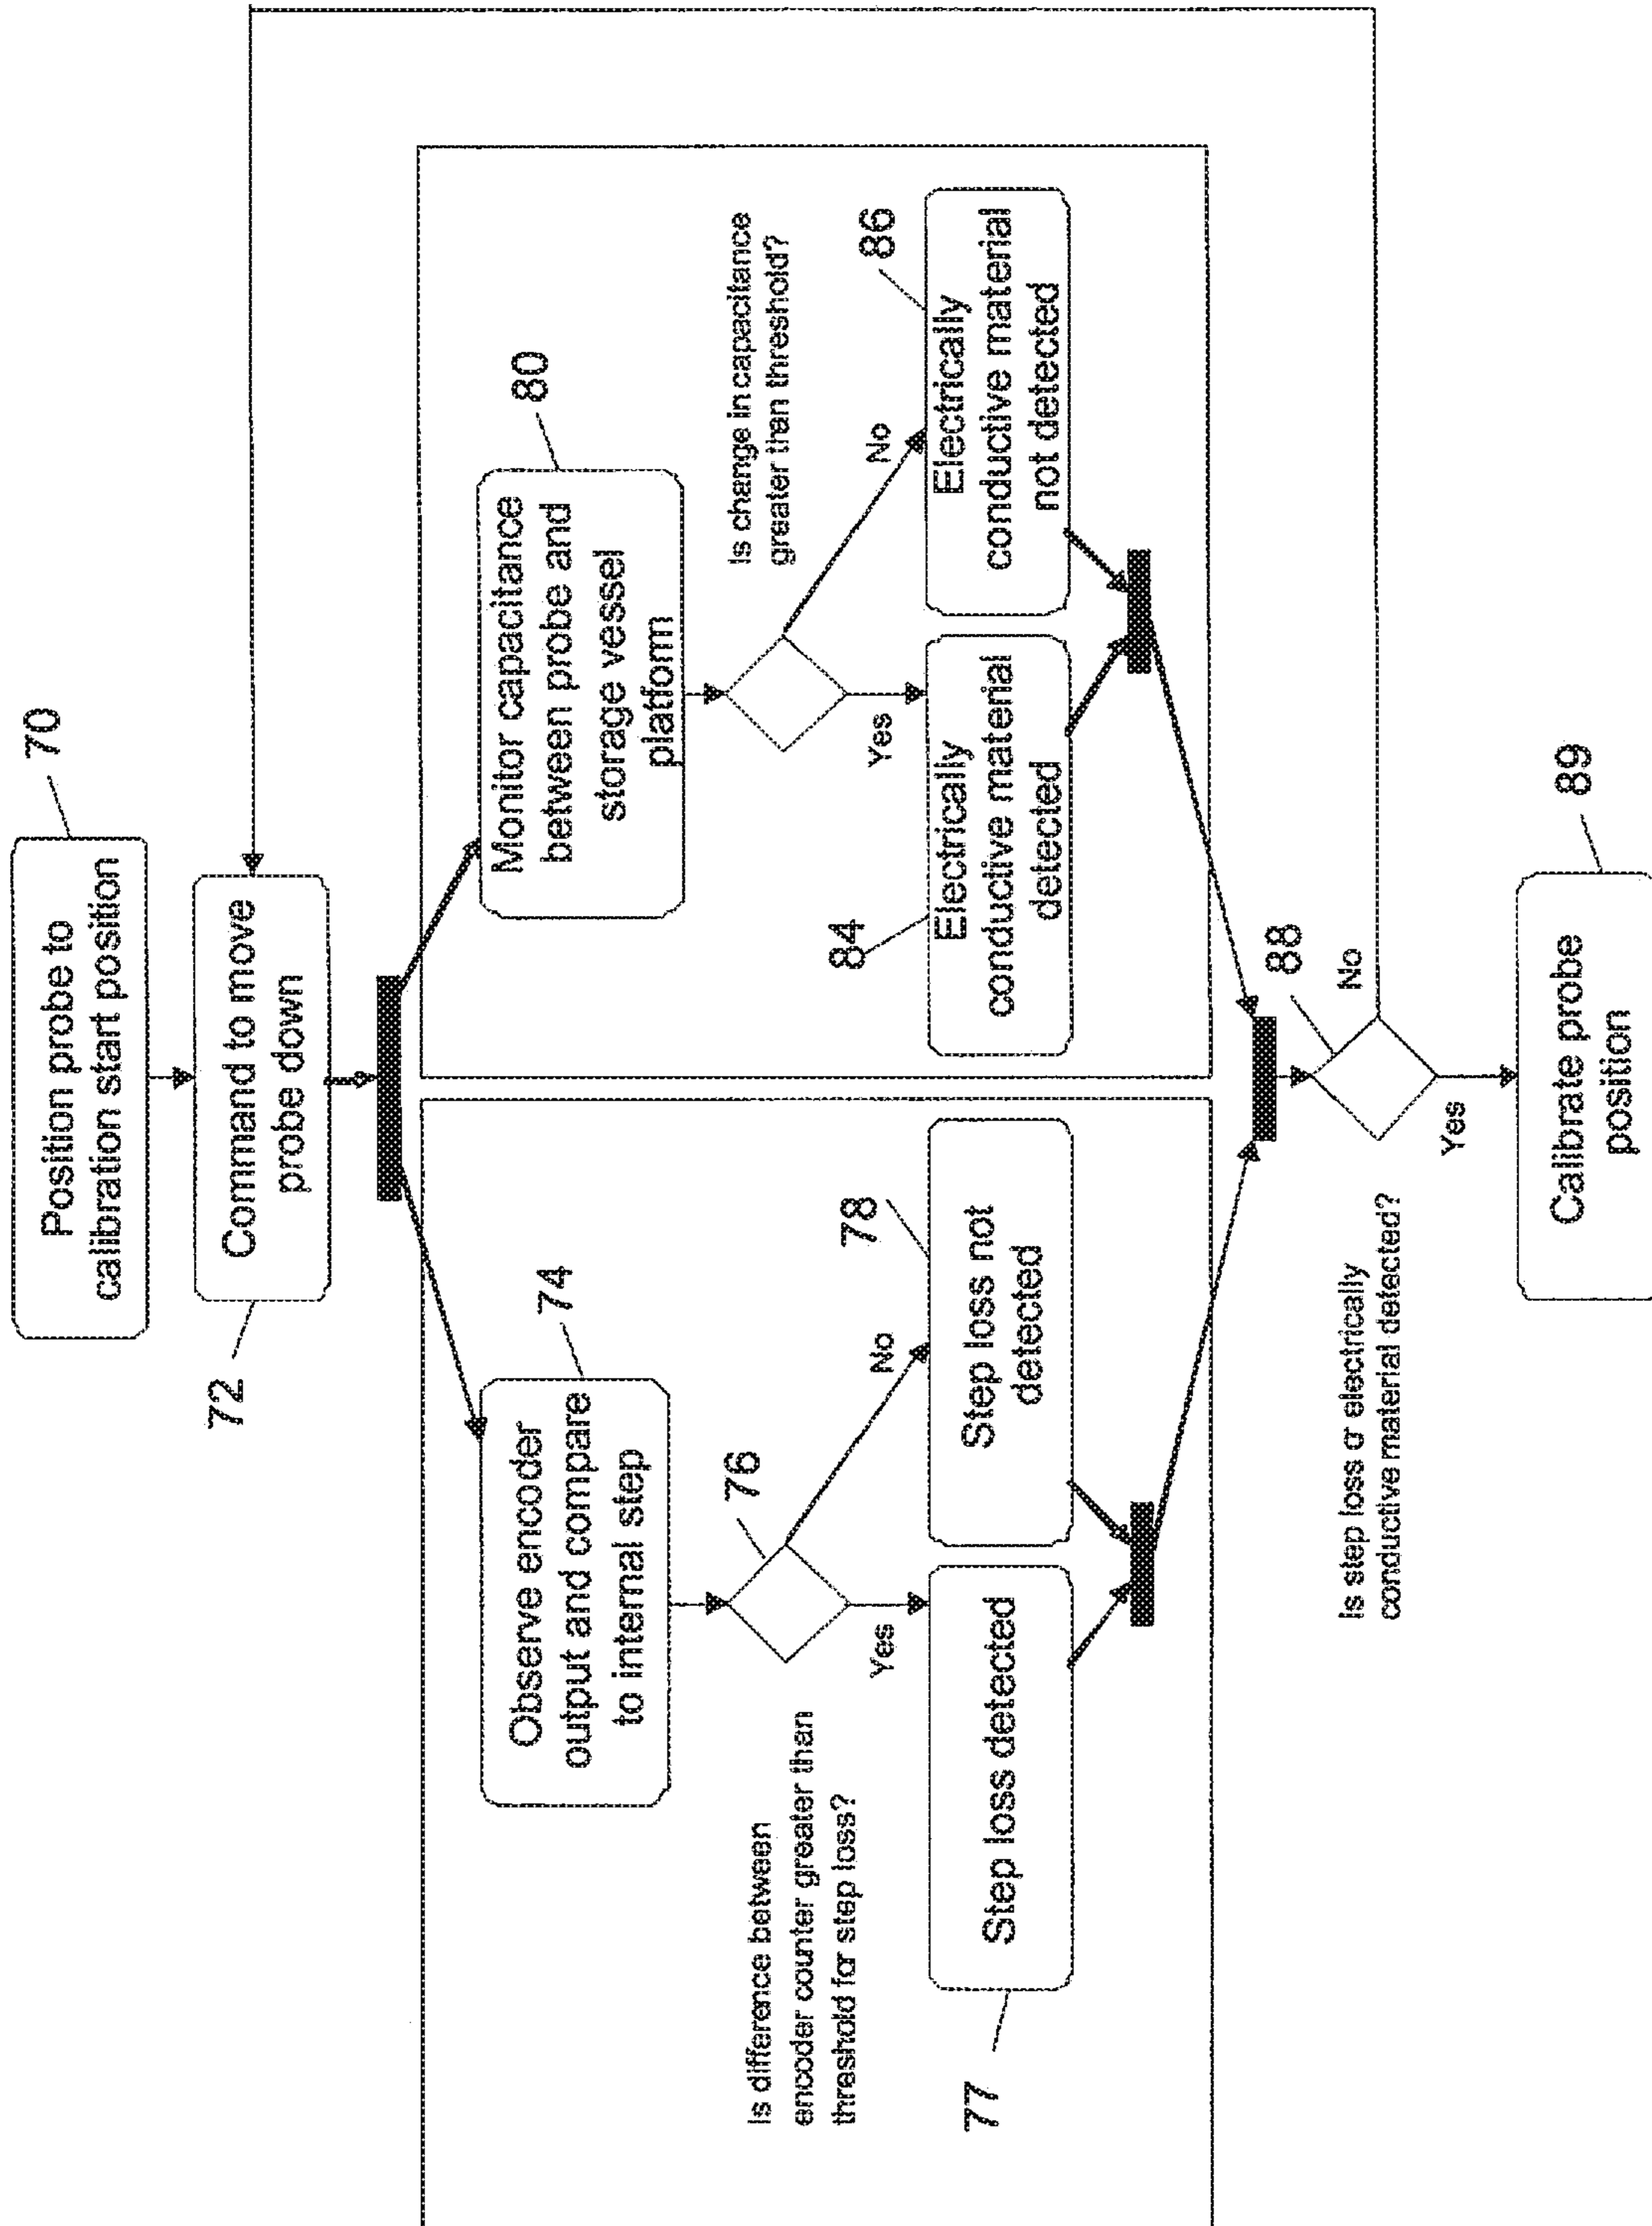 Position probe to
calibration start position
70
Command to move
probe down
72
Observe encoder
output and compare
to internal step
74
Is difference between
encoder counter greater than
threshold for step loss?
76
Yes
No
Step loss detected
77
Step loss not
detected
78
Monitor capacitance
between probe and
storage vessel
platform
80
Is change in capacitance
greater than threshold?
Yes
No
84
Electrically
conductive material
detected
Electrically
conductive material
not detected
86
Is step loss or electrically
conductive material detected?
88
No
Yes
Calibrate probe
position
89